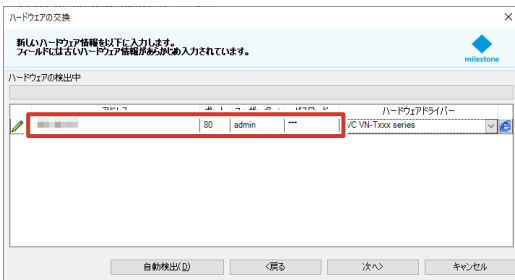 ハードウェアの交換
新しいハードウェア情報を以下に入力します。
フィールドには古いハードウェア情報があらかじめ入力されています。
milestone
ハードウェアの検出中
アドレス ポート ユーザー名 パスワード ハードウェアドライバー
80 admin *** VC VN-Txxx series
自動検出(D) <戻る 次へ> キャンセル